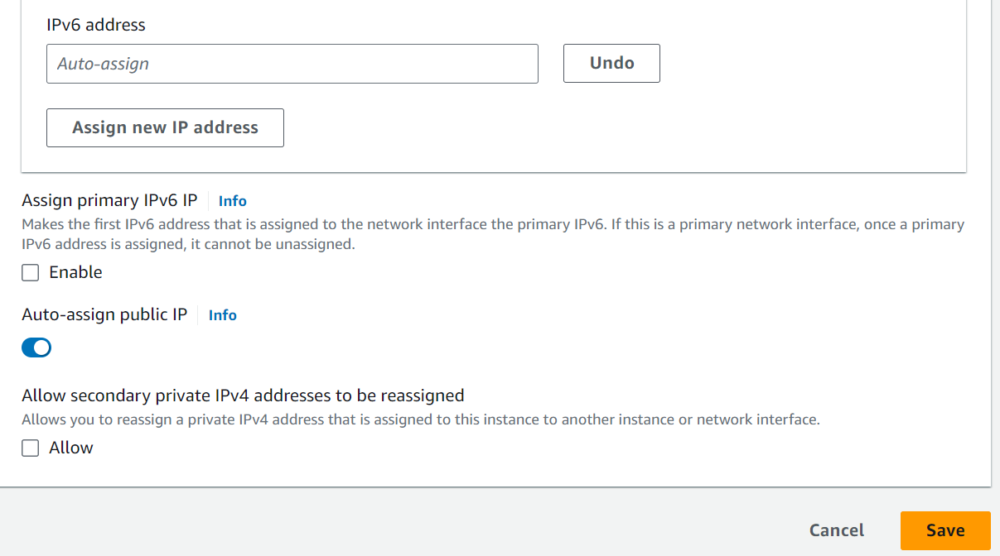 IPv6 address
Auto-assign
Undo
Assign new IP address
Assign primary IPv6 IP
Info
Makes the first IPv6 address that is assigned to the network interface the primary IPv6. If this is a primary network interface, once a primary
IPv6 address is assigned, it cannot be unassigned.
Enable
Auto-assign public IP
Info
Allow secondary private IPv4 addresses to be reassigned
Allows you to reassign a private IPv4 address that is assigned to this instance to another instance or network interface.
Allow
Cancel
Save